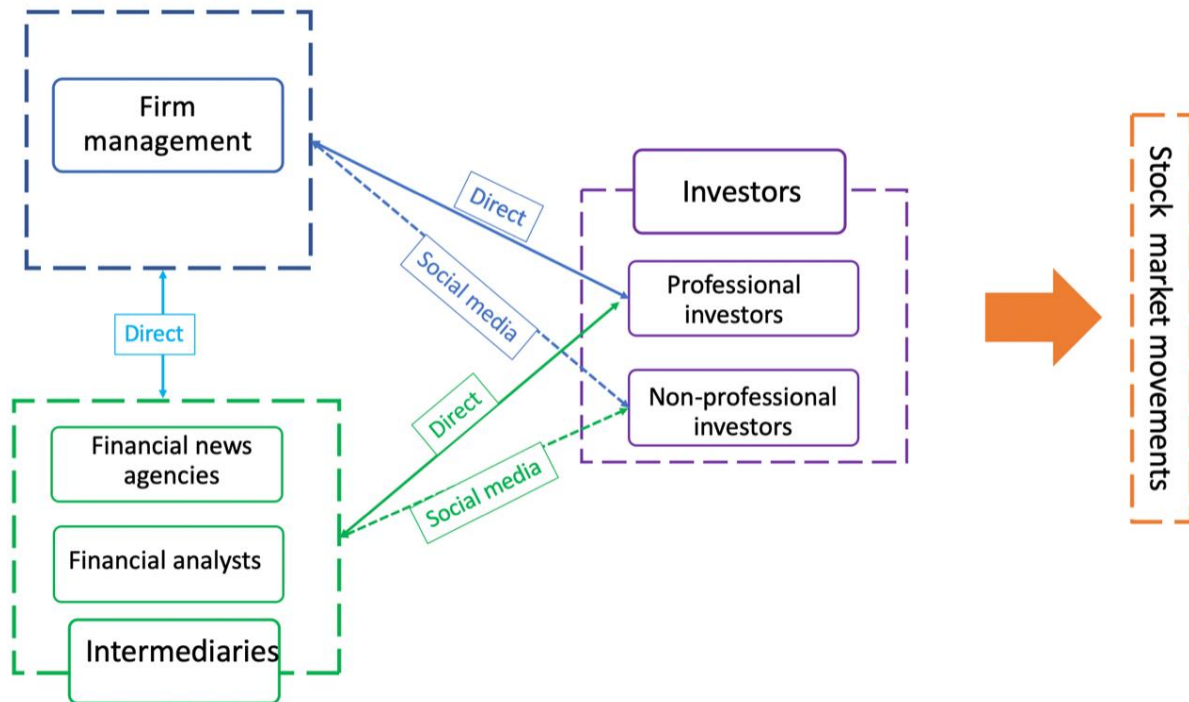 Firm
management
Direct
Financial news
agencies
Financial analysts
Intermediaries
Direct
Social media
Direct
Social media
Investors
Professional
investors
Non-professional
investors
Stock market movements